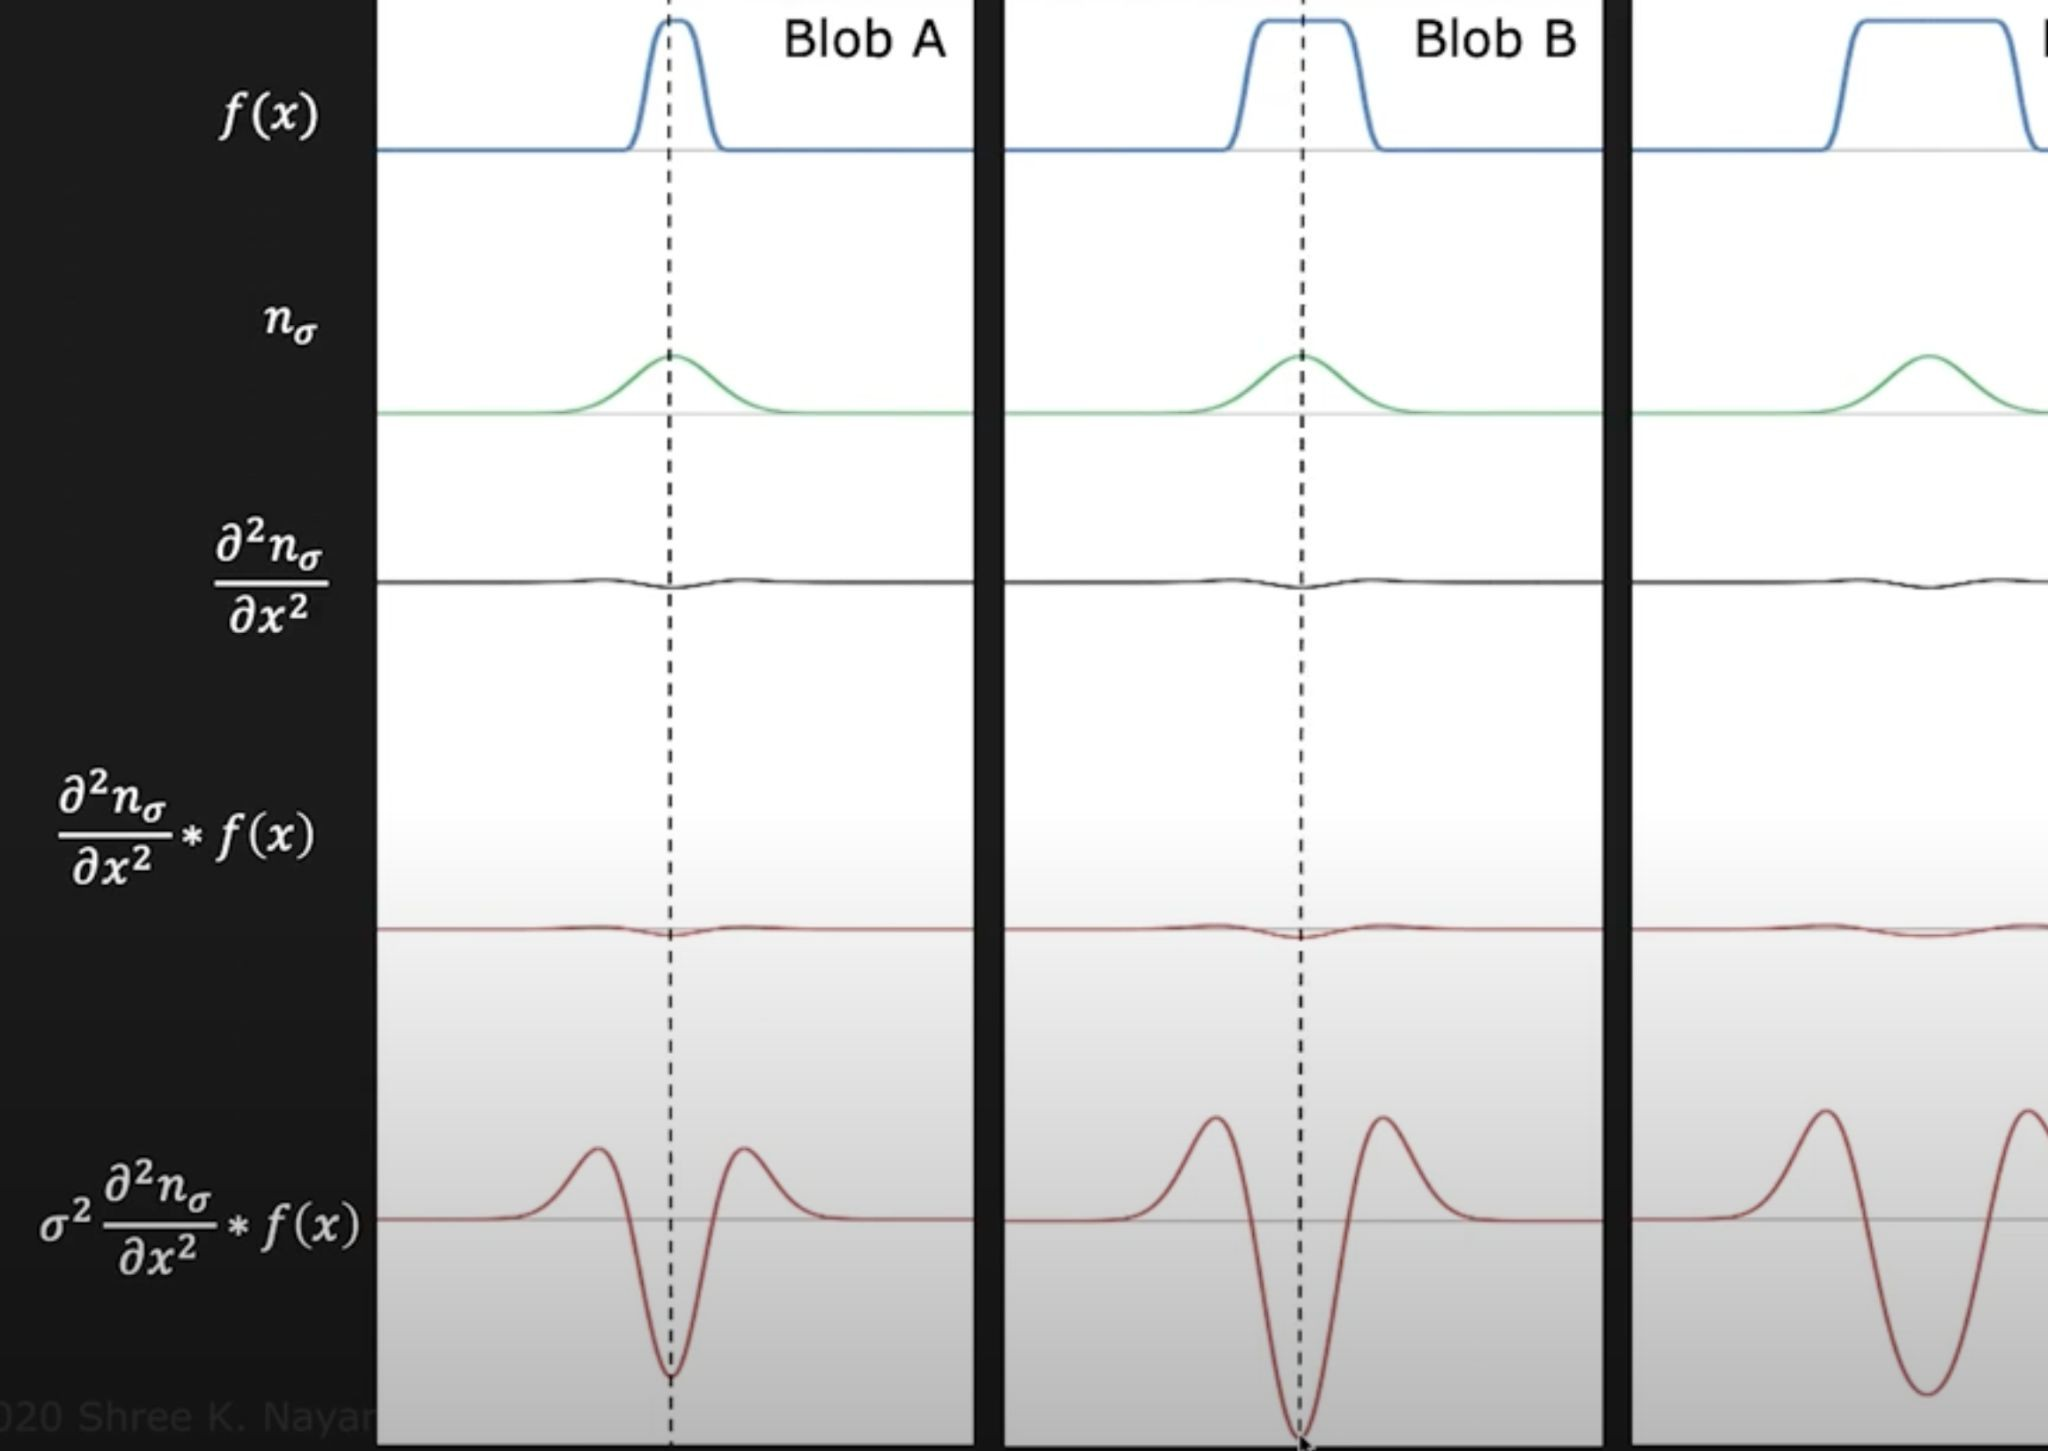 Blob A
Blob B
f(x)
n_σ
∂²n_σ/∂x²
∂²n_σ/∂x² * f(x)
σ² ∂²n_σ/∂x² * f(x)
020 Shree K. Nayar